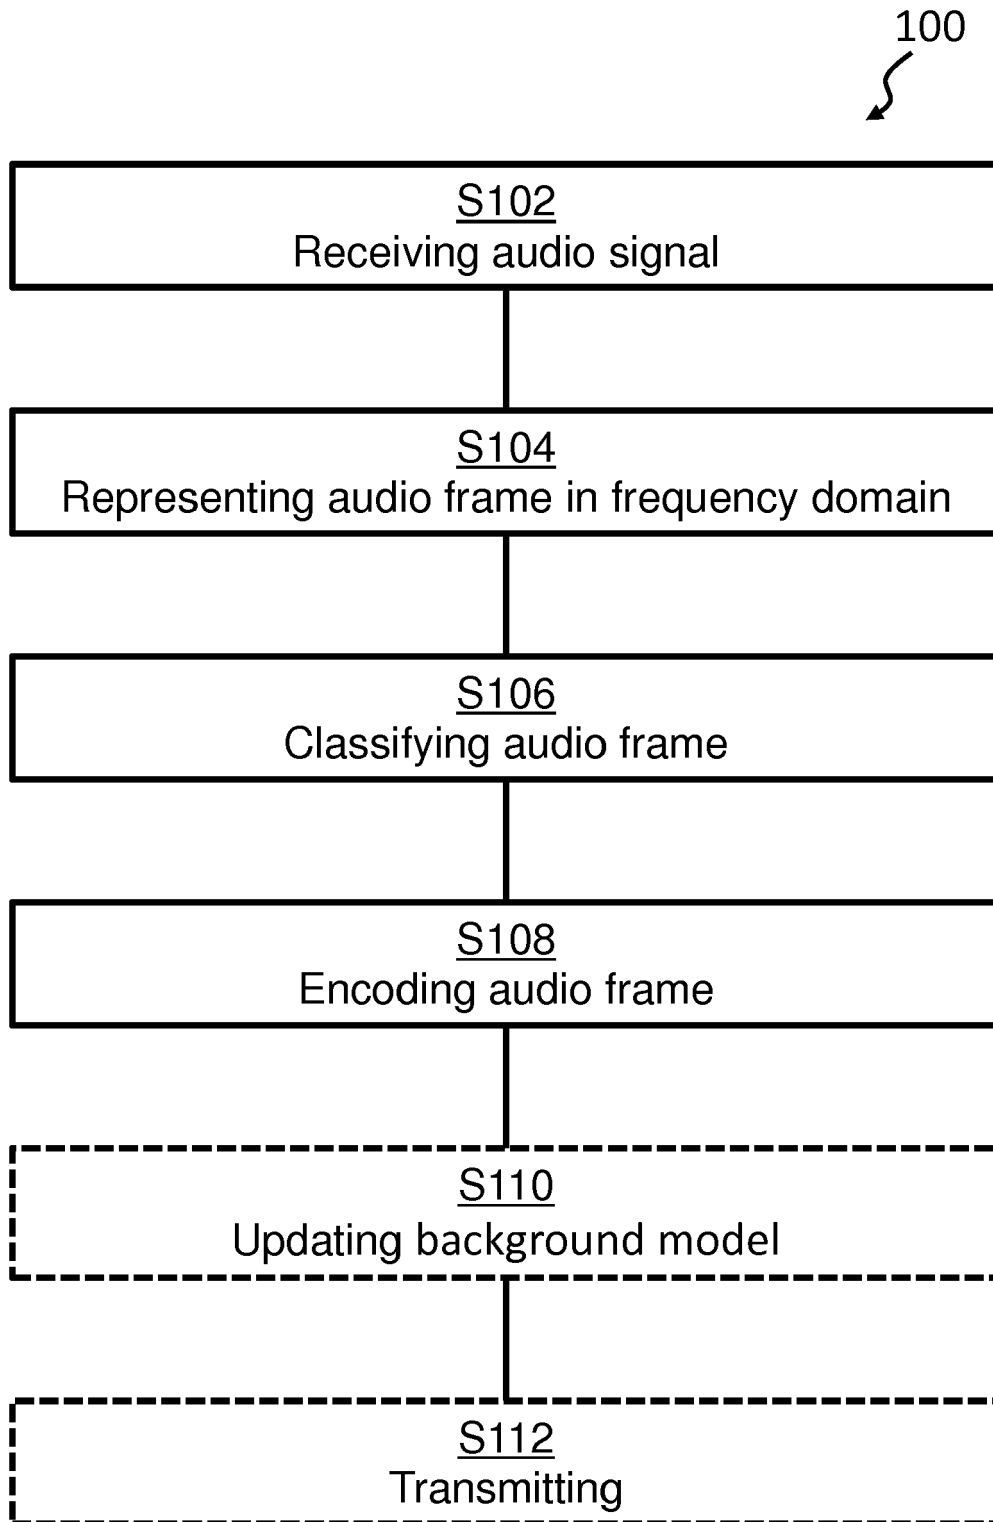 100
S102
Receiving audio signal
S104
Representing audio frame in frequency domain
S106
Classifying audio frame
S108
Encoding audio frame
S110
Updating background model
S112
Transmitting